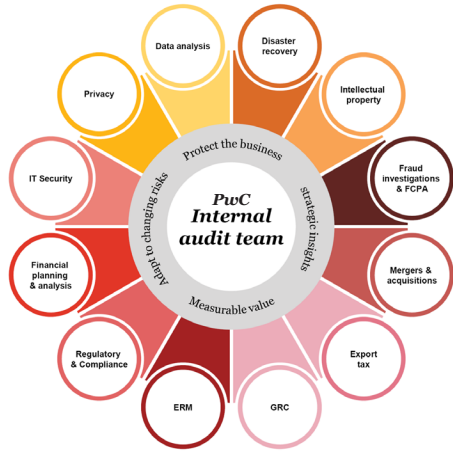 Data analysis
Disaster
recovery
Intellectual
property
Fraud
investigations
& FCPA
Mergers &
acquisitions
Export
tax
GRC
ERM
Regulatory
& Compliance
Financial
planning
& analysis
IT Security
Privacy
Protect the business
strategic insights
Measurable value
Adapt to changing risks
PwC
Internal
audit team